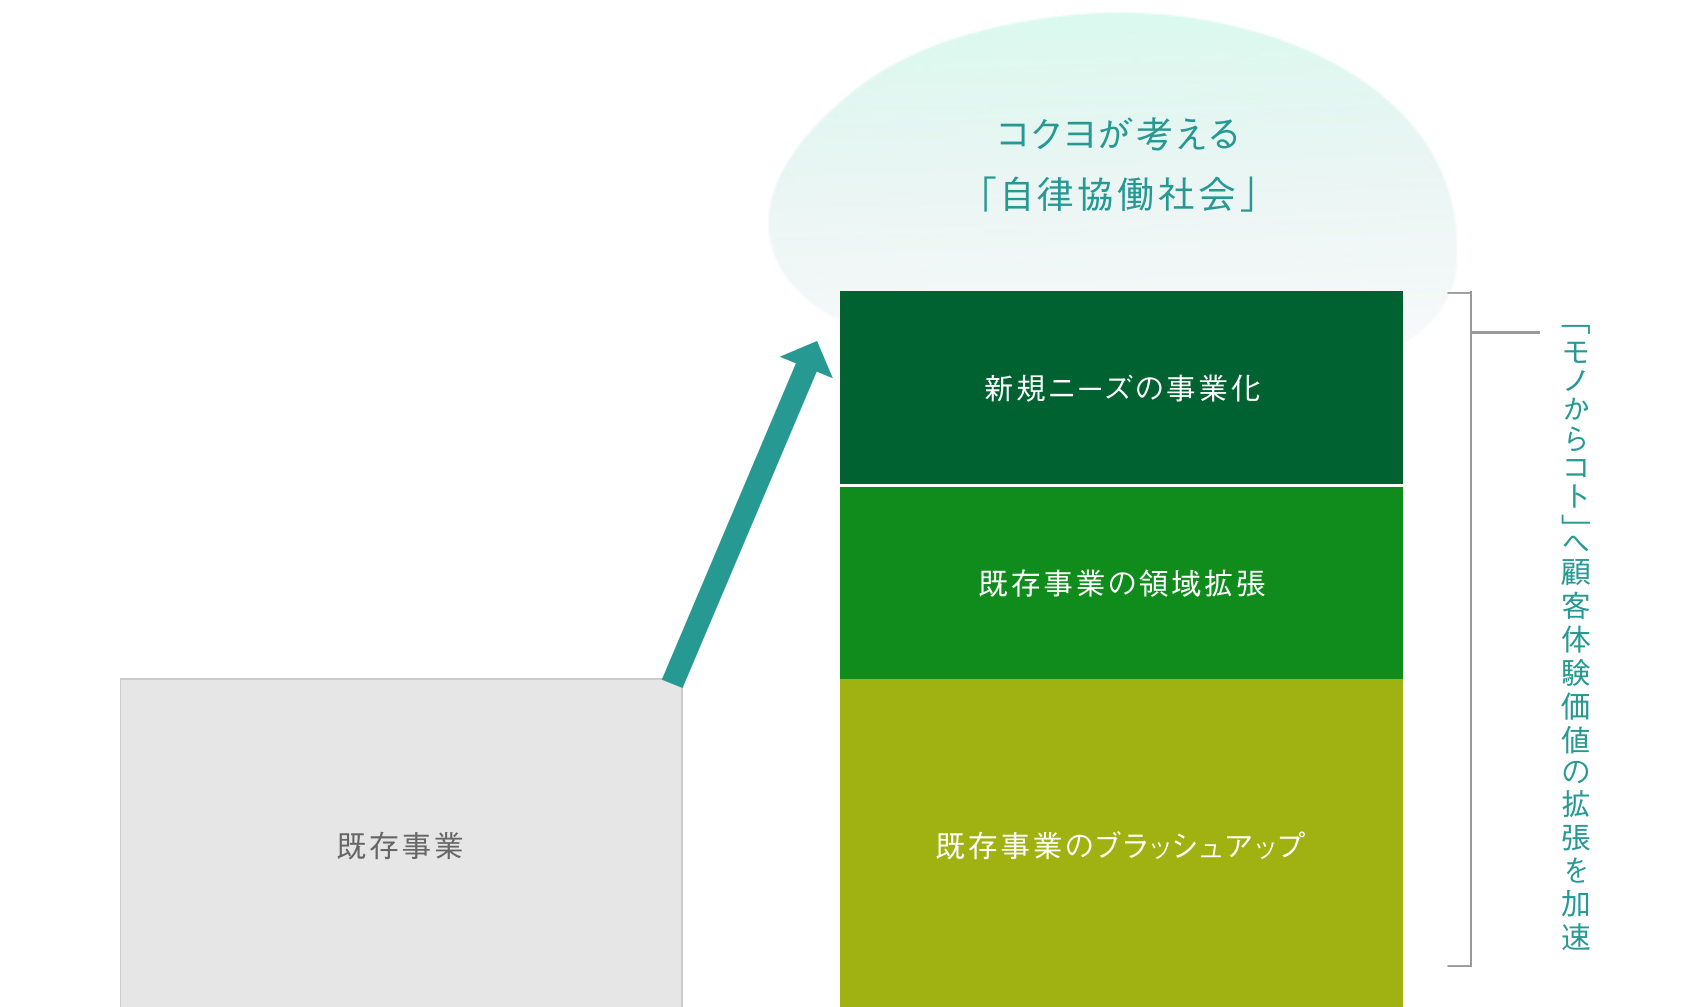 コクヨが考える
「自律協働社会」
新規ニーズの事業化
既存事業の領域拡張
既存事業
既存事業のブラッシュアップ
「モノからコト」へ顧客体験価値の拡張を加速